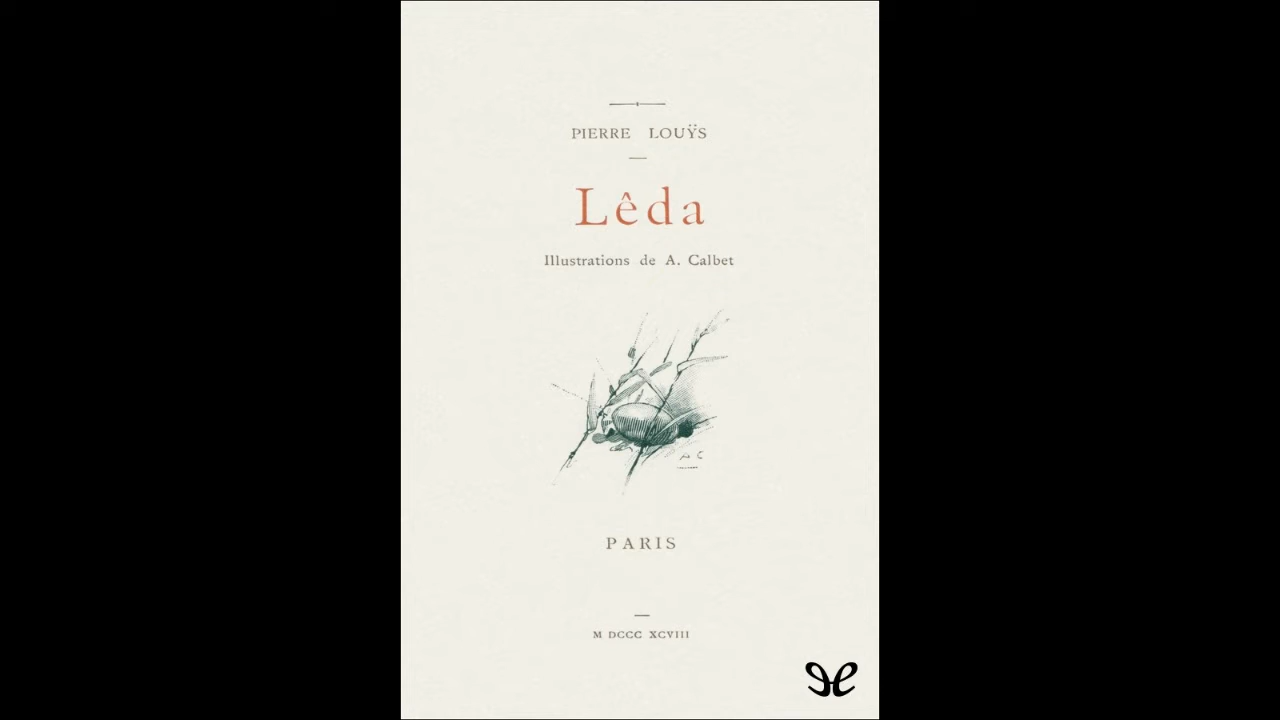 PIERRE LOUŸS
Lêda
Illustrations de A. Calbet
A C
PARIS
M DCCC XCVIII